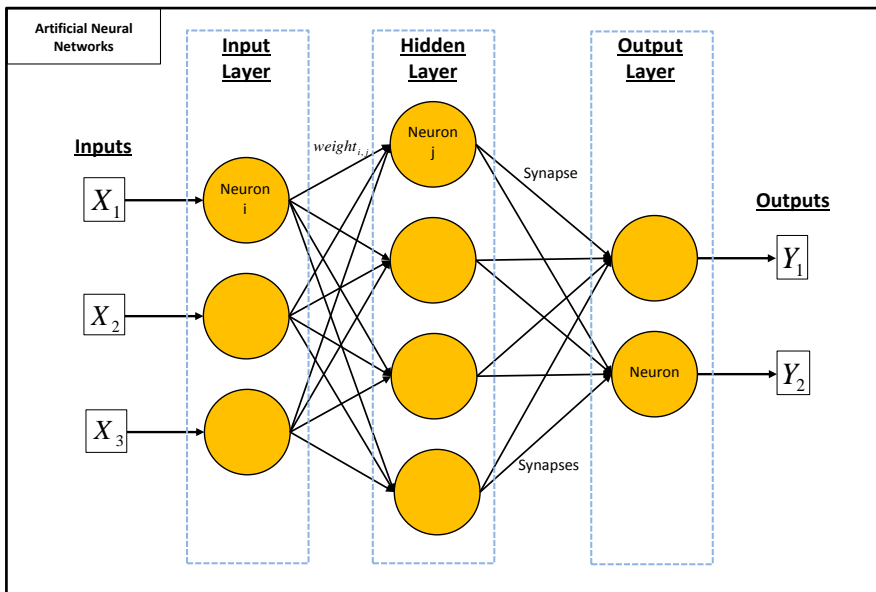 Artificial Neural
Networks
Input
Layer
Hidden
Layer
Output
Layer
Inputs
weight i,j
Neuron
j
Synapse
Neuron
i
Outputs
X1
X2
X3
Y1
Y2
Neuron
Synapses